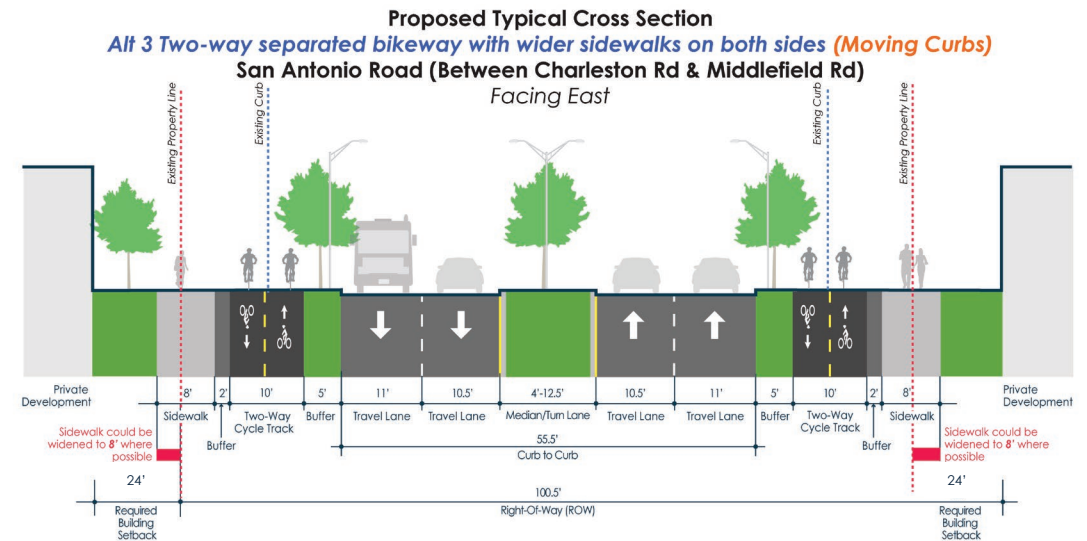 Proposed Typical Cross Section
Alt 3 Two-way separated bikeway with wider sidewalks on both sides (Moving Curbs)
San Antonio Road (Between Charleston Rd & Middlefield Rd)
Facing East
Existing Property Line
Existing Curb
Existing Curb
Existing Property Line
Private
Development
8'
2'
10'
5'
11'
10.5'
4'-12.5'
10.5'
11'
5'
10'
2'
8'
Private
Development
Sidewalk
Buffer
Two-Way
Cycle Track
Buffer
Travel Lane
Travel Lane
Median/Turn Lane
Travel Lane
Travel Lane
Buffer
Two-Way
Cycle Track
Buffer
Sidewalk
Sidewalk could be
widened to 8' where
possible
55.5'
Curb to Curb
Sidewalk could be
widened to 8' where
possible
24'
24'
100.5'
Required
Building
Setback
Right-Of-Way (ROW)
Required
Building
Setback